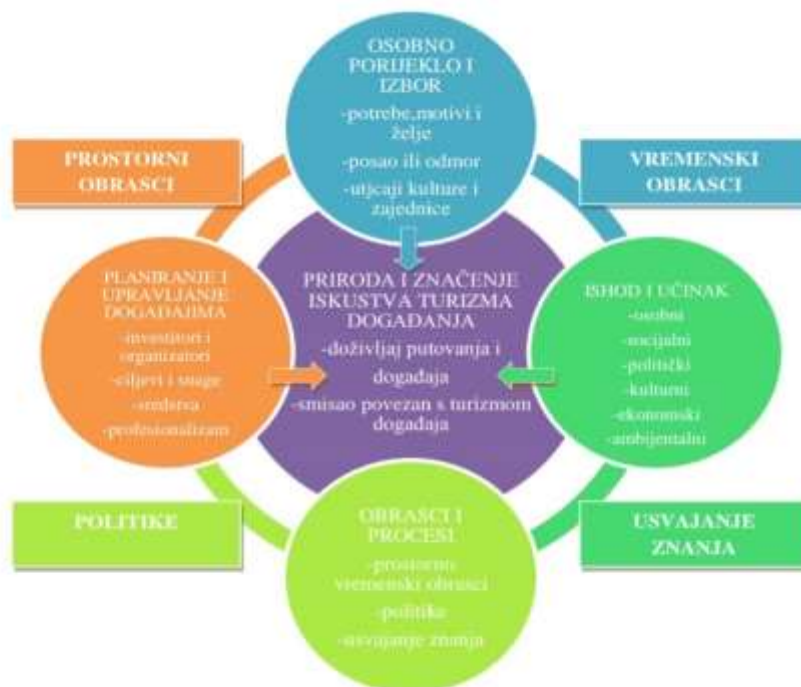 OSOBNO
PORIJEKLO I
IZBOR
-potrebe,motivi i
želje
-posao ili odmor
-utjcaji kulture i
zajednice
PROSTORNI
OBRASCI
VREMENSKI
OBRASCI
PLANIRANJE I
UPRAVLJANJE
DOGAĐAJIMA
-investitori i
organizatori
-ciljevi i snage
-sredstva
-profesionalizam
PRIRODA I ZNAČENJE
ISKUSTVA TURIZMA
DOGAĐANJA
-doživljaj putovanja i
događaja
-smisao povezan s turizmom
događaja
ISHOD I UČINAK
-osobni
-socijalni
-politički
-kulturni
-ekonomski
-ambijentalni
POLITIKE
USVAJANJE
ZNANJA
OBRASCI I
PROCESI
-prostorno
vremenski obrasci
-politike
-usvajanje znanja